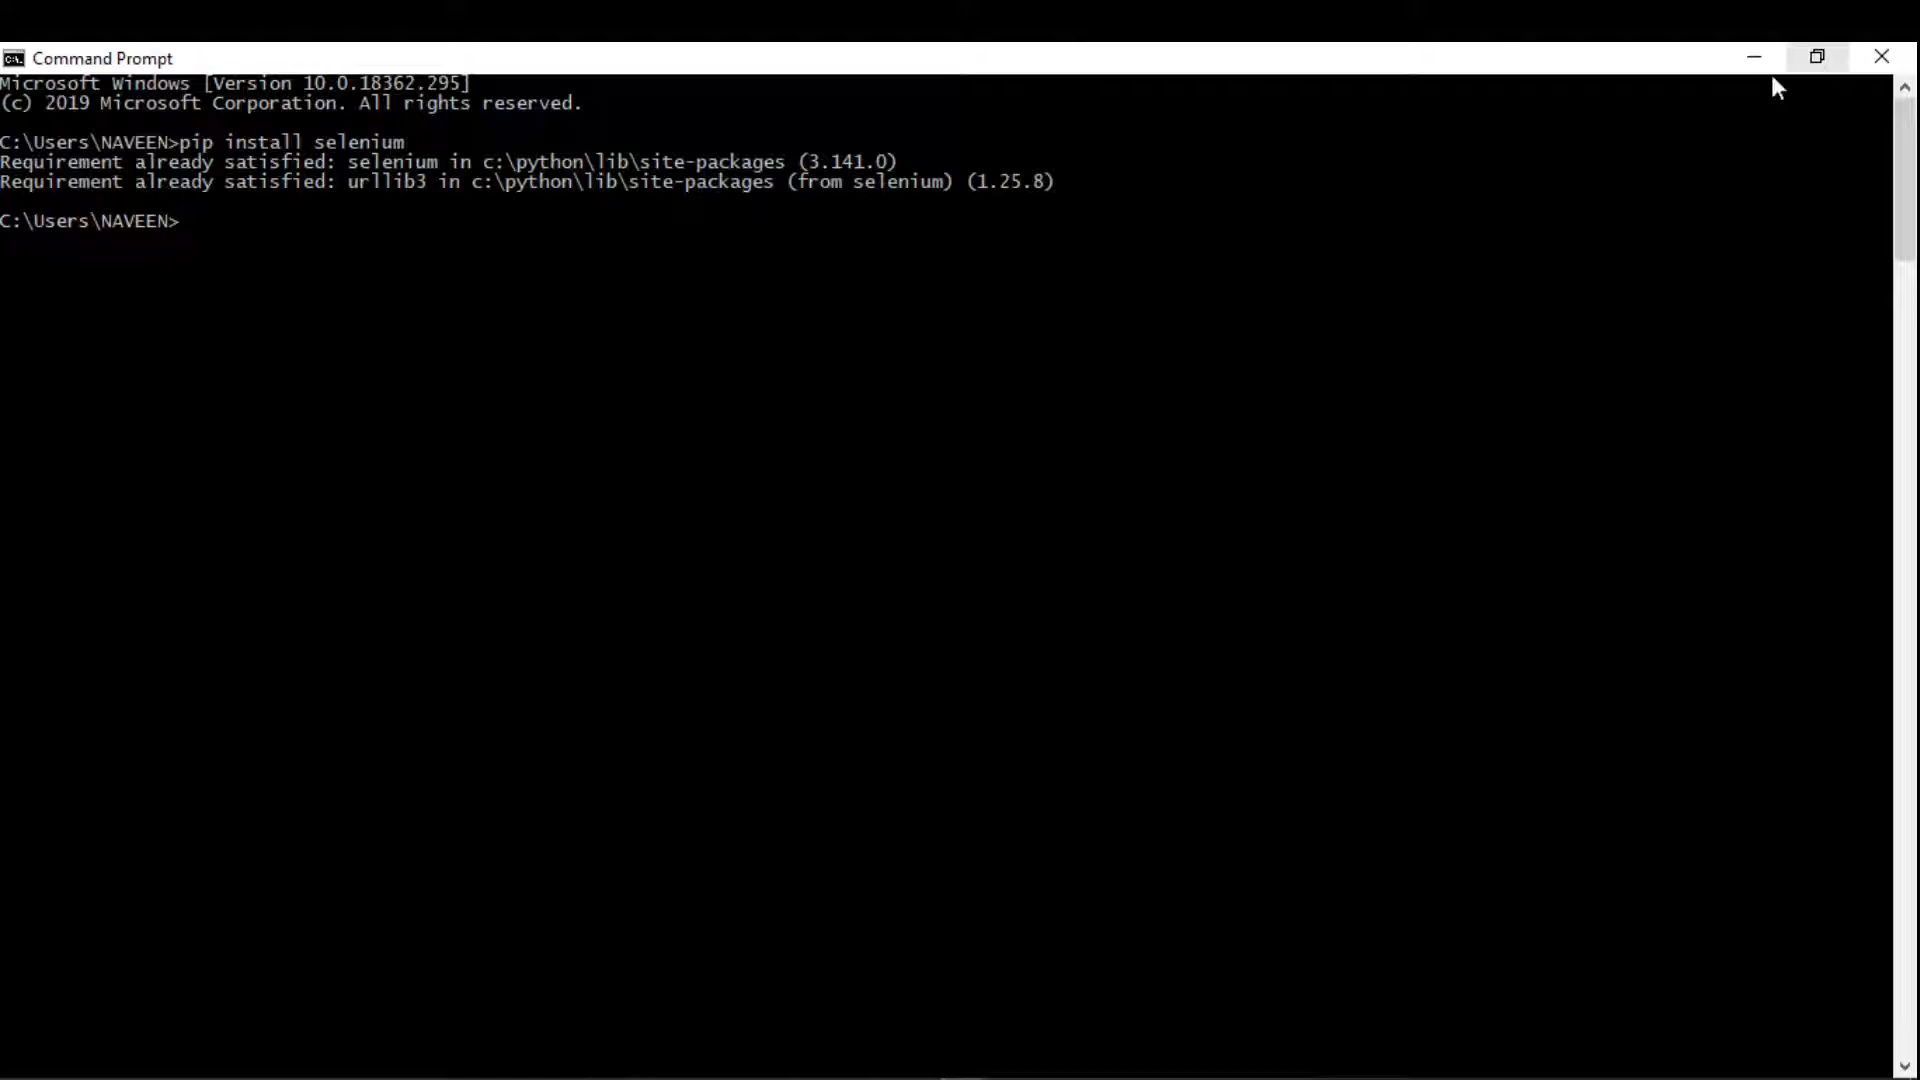 Command Prompt
Microsoft Windows [Version 10.0.18362.295]
(c) 2019 Microsoft Corporation. All rights reserved.
C:\Users\NAVEEN>pip install selenium
Requirement already satisfied: selenium in c:\python\lib\site-packages (3.141.0)
Requirement already satisfied: urllib3 in c:\python\lib\site-packages (from selenium) (1.25.8)
C:\Users\NAVEEN>